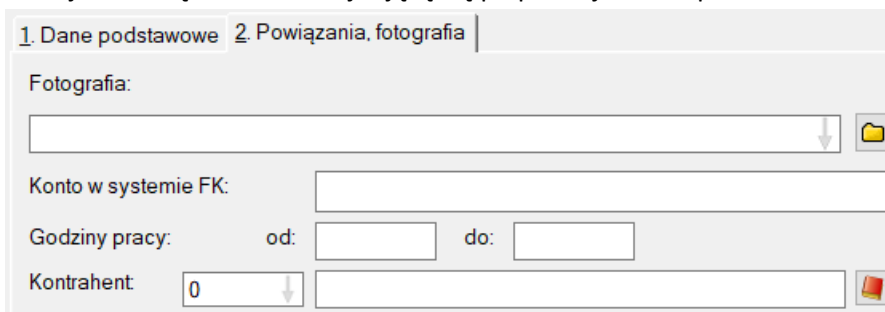 1. Dane podstawowe 2. Powiązania, fotografia
Fotografia:
Konto w systemie FK:
Godziny pracy: od: do:
Kontrahent: 0